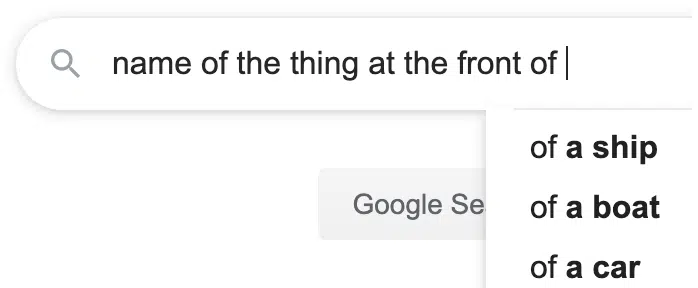 name of the thing at the front of
of a ship
of a boat
Google Se
of a car